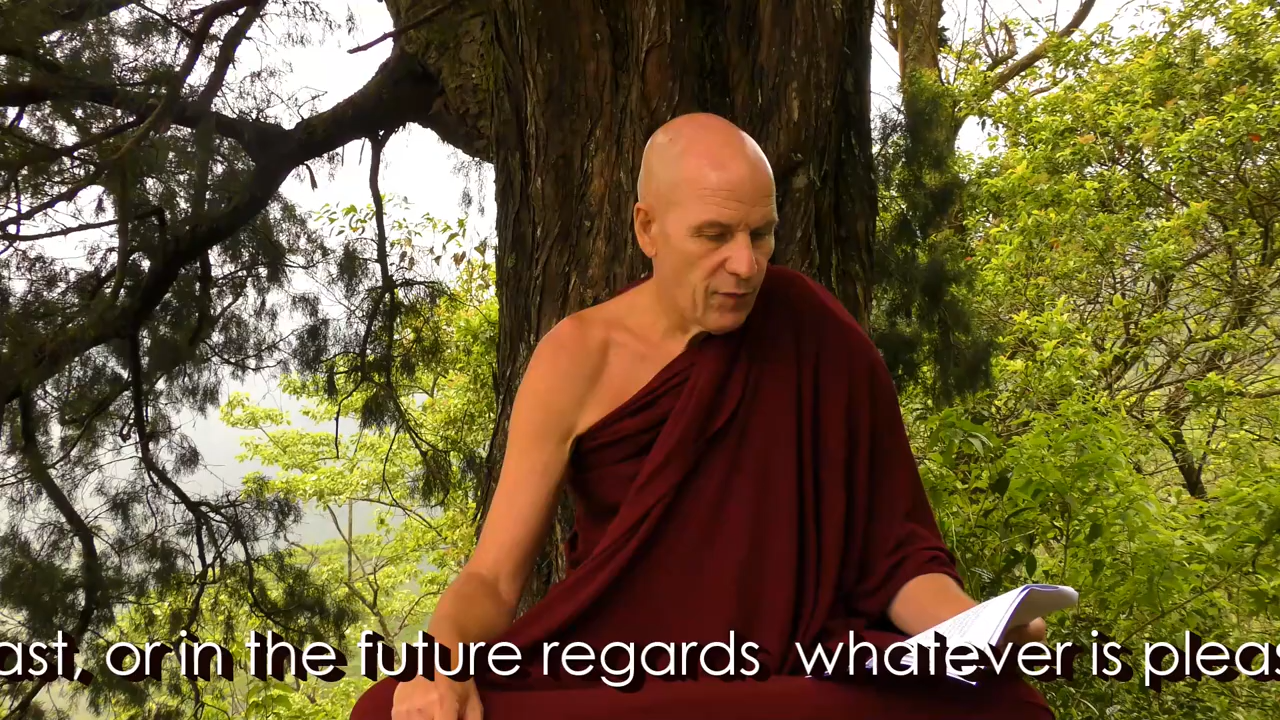 ast, or in the future regards whatever is pleas